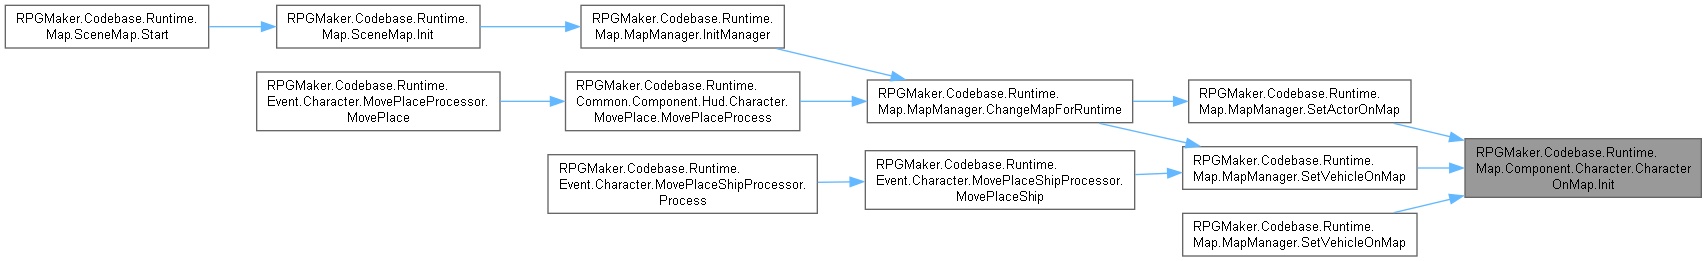 RPGMaker.Codebase.Runtime.
Map.SceneMap.Start
RPGMaker.Codebase.Runtime.
Map.SceneMap.Init
RPGMaker.Codebase.Runtime.
Map.MapManager.InitManager
RPGMaker.Codebase.Runtime.
Event.Character.MovePlaceProcessor.
MovePlace
RPGMaker.Codebase.Runtime.
Common.Component.Hud.Character.
MovePlace.MovePlaceProcess
RPGMaker.Codebase.Runtime.
Map.MapManager.ChangeMapForRuntime
RPGMaker.Codebase.Runtime.
Map.MapManager.SetActorOnMap
RPGMaker.Codebase.Runtime.
Event.Character.MovePlaceShipProcessor.
Process
RPGMaker.Codebase.Runtime.
Event.Character.MovePlaceShipProcessor.
MovePlaceShip
RPGMaker.Codebase.Runtime.
Map.MapManager.SetVehicleOnMap
RPGMaker.Codebase.Runtime.
Map.Component.Character.Character
OnMap.Init
RPGMaker.Codebase.Runtime.
Map.MapManager.SetVehicleOnMap